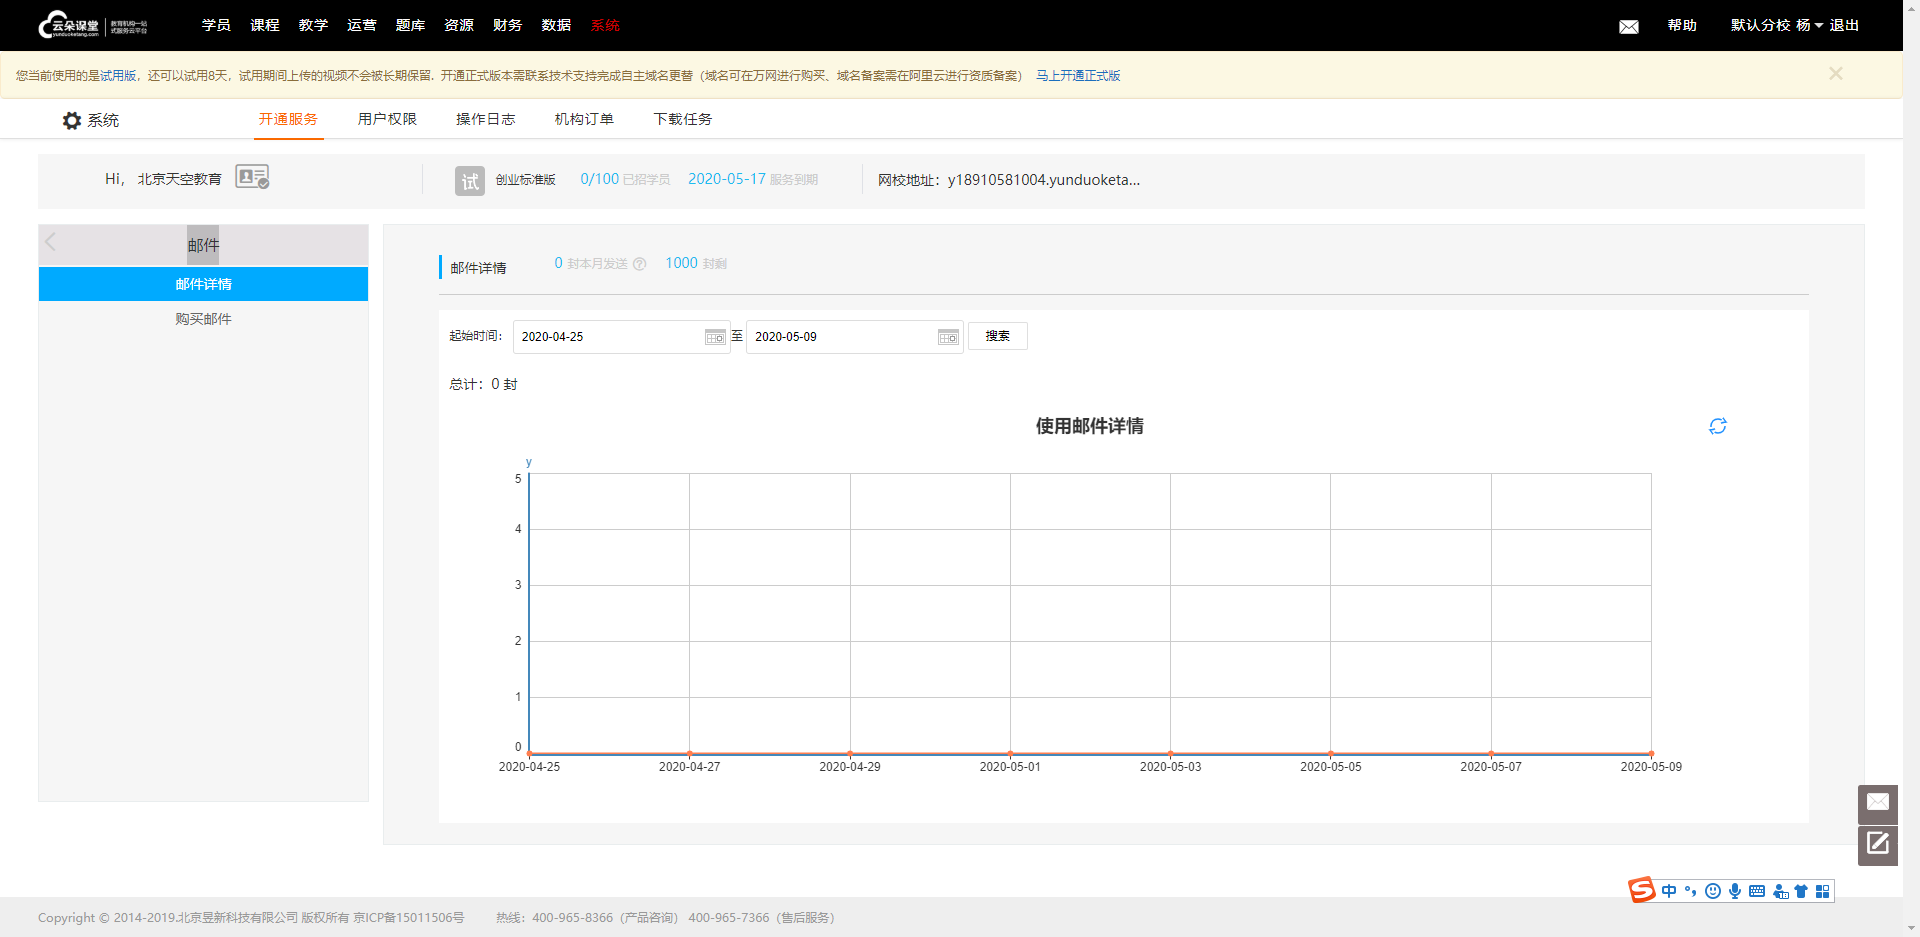 云朵课堂 yunduoketang.com 教育机构一站式服务云平台
学员 课程 教学 运营 题库 资源 财务 数据 系统 帮助 默认分校 杨 退出
您当前使用的是试用版，还可以试用8天，试用期间上传的视频不会被长期保留. 开通正式版本需联系技术支持完成自主域名更替（域名可在万网进行购买、域名备案需在阿里云进行资质备案） 马上开通正式版
系统 开通服务 用户权限 操作日志 机构订单 下载任务
Hi， 北京天空教育 试 创业标准版 0/100 已招学员 2020-05-17 服务到期 网校地址：y18910581004.yunduoketa...
邮件
邮件详情
购买邮件
邮件详情 0 封本月发送 ? 1000 封剩
起始时间： 2020-04-25 至 2020-05-09 搜索
总计：0 封
使用邮件详情
y
5
4
3
2
1
0
2020-04-25 2020-04-27 2020-04-29 2020-05-01 2020-05-03 2020-05-05 2020-05-07 2020-05-09
S 中
Copyright © 2014-2019.北京昱新科技有限公司 版权所有 京ICP备15011506号 热线：400-965-8366（产品咨询） 400-965-7366（售后服务）